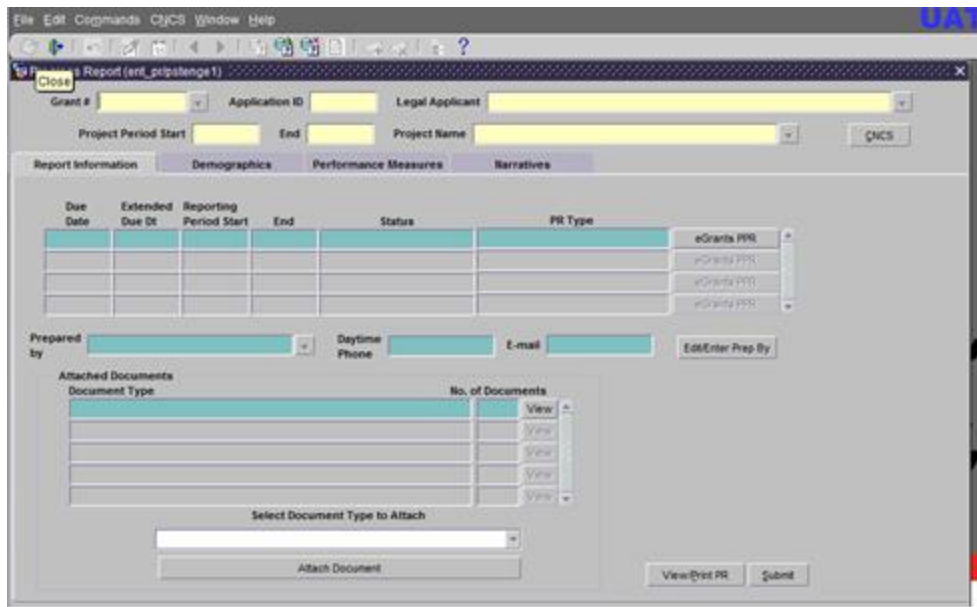 File Edit Commands CNCS Window Help
UAT
Progress Report (ent_prlpstenge1)
Close
Grant # Application ID Legal Applicant
Project Period Start End Project Name CNCS
Report Information Demographics Performance Measures Narratives
Due Date Extended Due Dt Reporting Period Start End Status PR Type
eGrants PPR
eGrants PPR
eGrants PPR
eGrants PPR
Prepared by Daytime Phone E-mail Edit/Enter Prep By
Attached Documents
Document Type No. of Documents
View
View
View
View
View
Select Document Type to Attach
Attach Document
View/Print PR Submit